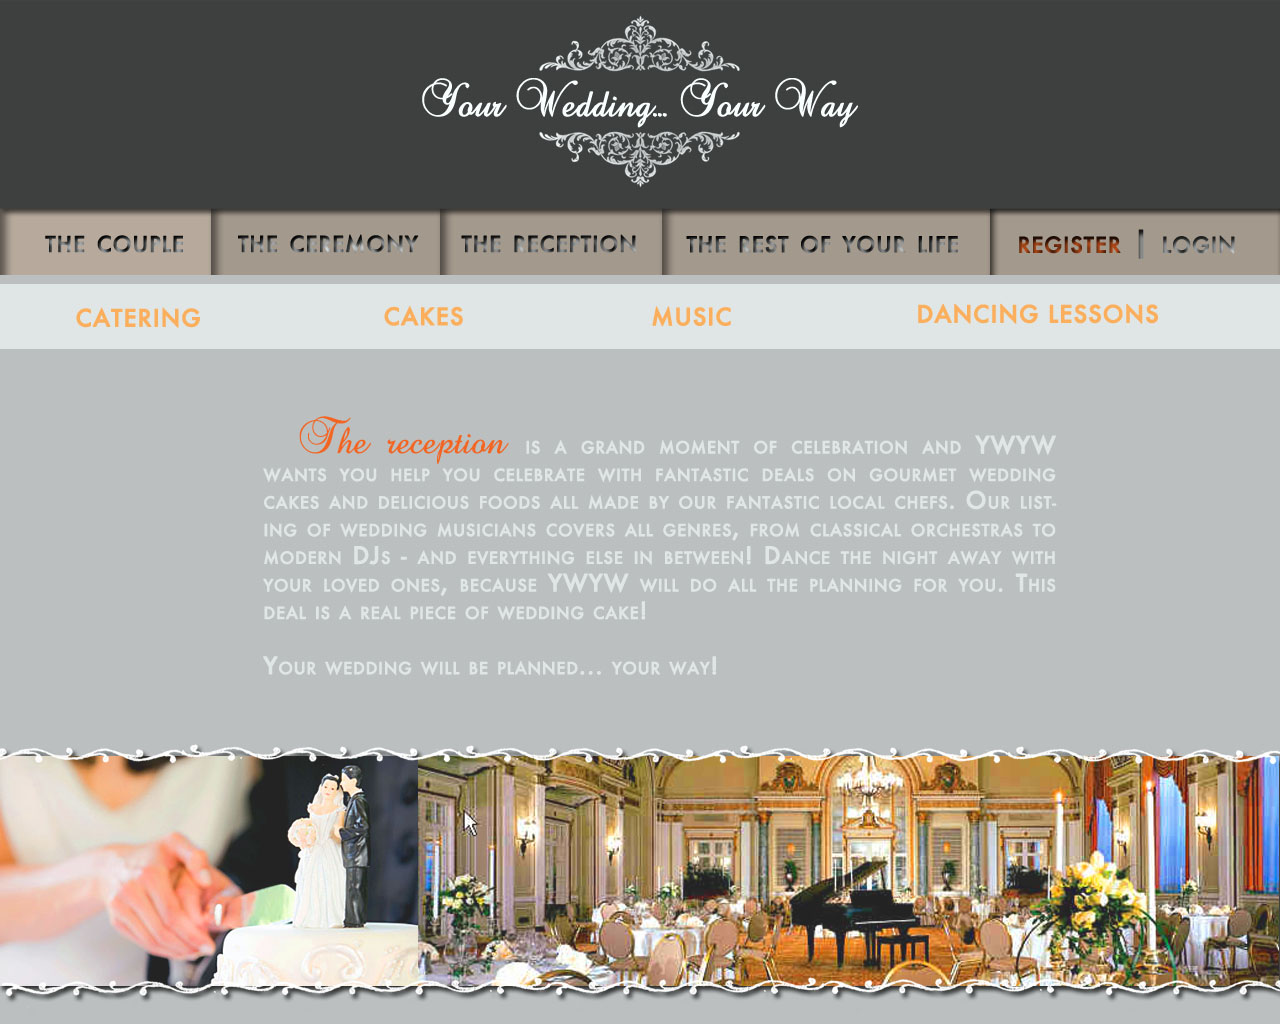 Your Wedding... Your Way
THE COUPLE THE CEREMONY THE RECEPTION THE REST OF YOUR LIFE REGISTER | LOGIN
CATERING CAKES MUSIC DANCING LESSONS
The reception is a grand moment of celebration and YWYW
wants you help you celebrate with fantastic deals on gourmet wedding
cakes and delicious foods all made by our fantastic local chefs. Our list-
ing of wedding musicians covers all genres, from classical orchestras to
modern DJs - and everything else in between! Dance the night away with
your loved ones, because YWYW will do all the planning for you. This
deal is a real piece of wedding cake!
Your wedding will be planned... your way!